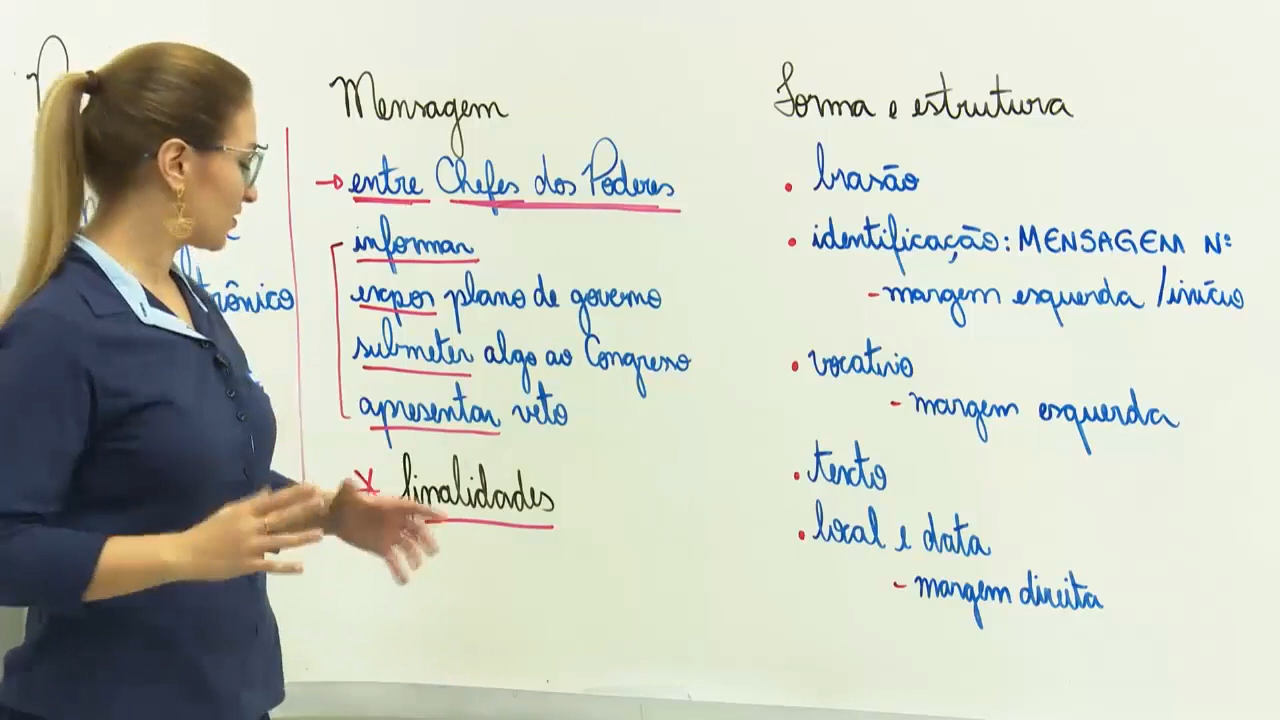 trônico
Mensagem
→ entre Chefes dos Poderes
informar
expor plano de governo
submeter algo ao Congresso
apresentar veto
* finalidades
Forma e estrutura
• brasão
• identificação: MENSAGEM Nº
- margem esquerda / início
• vocativo
- margem esquerda
• texto
• local e data
- margem direita